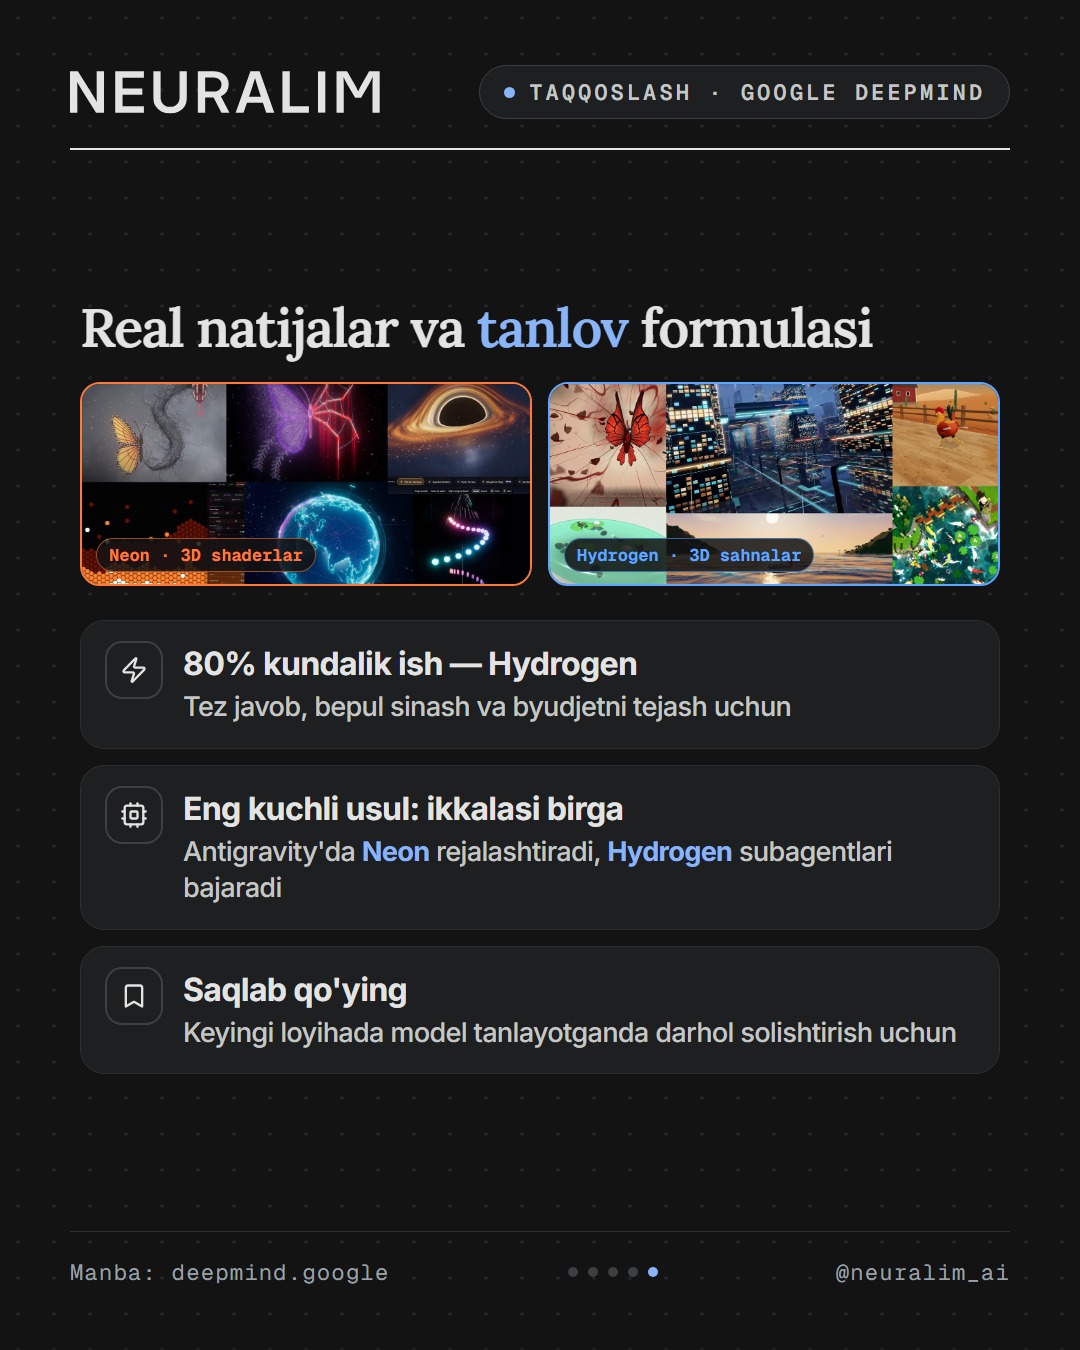 NEURALIM
TAQQOSLASH · GOOGLE DEEPMIND
Real natijalar va tanlov formulasi
Neon · 3D shaderlar
Hydrogen · 3D sahnalar
80% kundalik ish — Hydrogen
Tez javob, bepul sinash va byudjetni tejash uchun
Eng kuchli usul: ikkalasi birga
Antigravity'da Neon rejalashtiradi, Hydrogen subagentlari
bajaradi
Saqlab qo'ying
Keyingi loyihada model tanlayotganda darhol solishtirish uchun
Manba: deepmind.google
@neuralim_ai